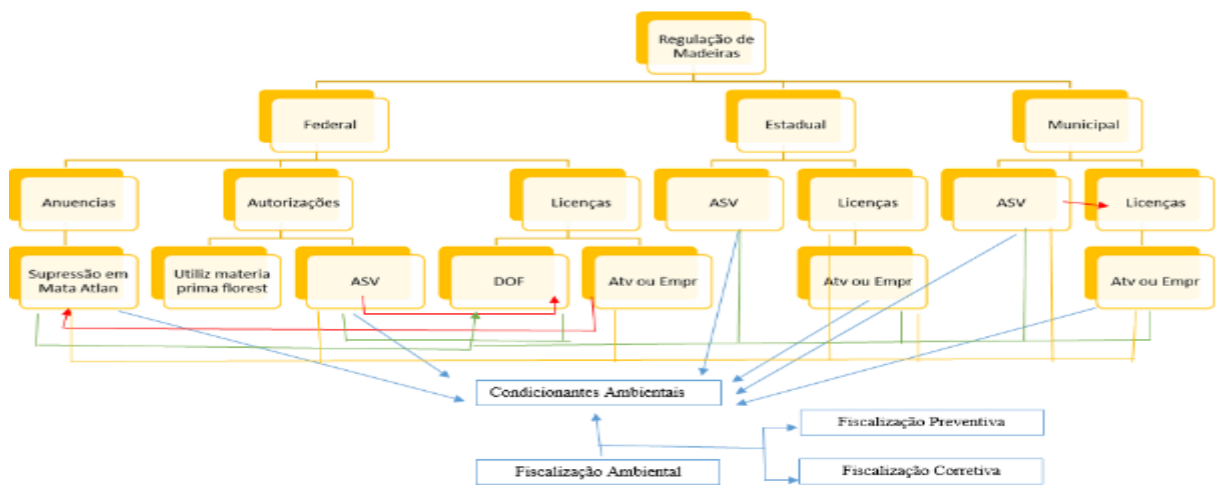 Regulação de
Madeiras
Federal
Estadual
Municipal
Anuencias
Autorizações
Licenças
ASV
Licenças
ASV
Licenças
Supressão em
Mata Atlan
Utiliz materia
prima florest
ASV
DOF
Atv ou Empr
Atv ou Empr
Atv ou Empr
Condicionantes Ambientais
Fiscalização Preventiva
Fiscalização Ambiental
Fiscalização Corretiva